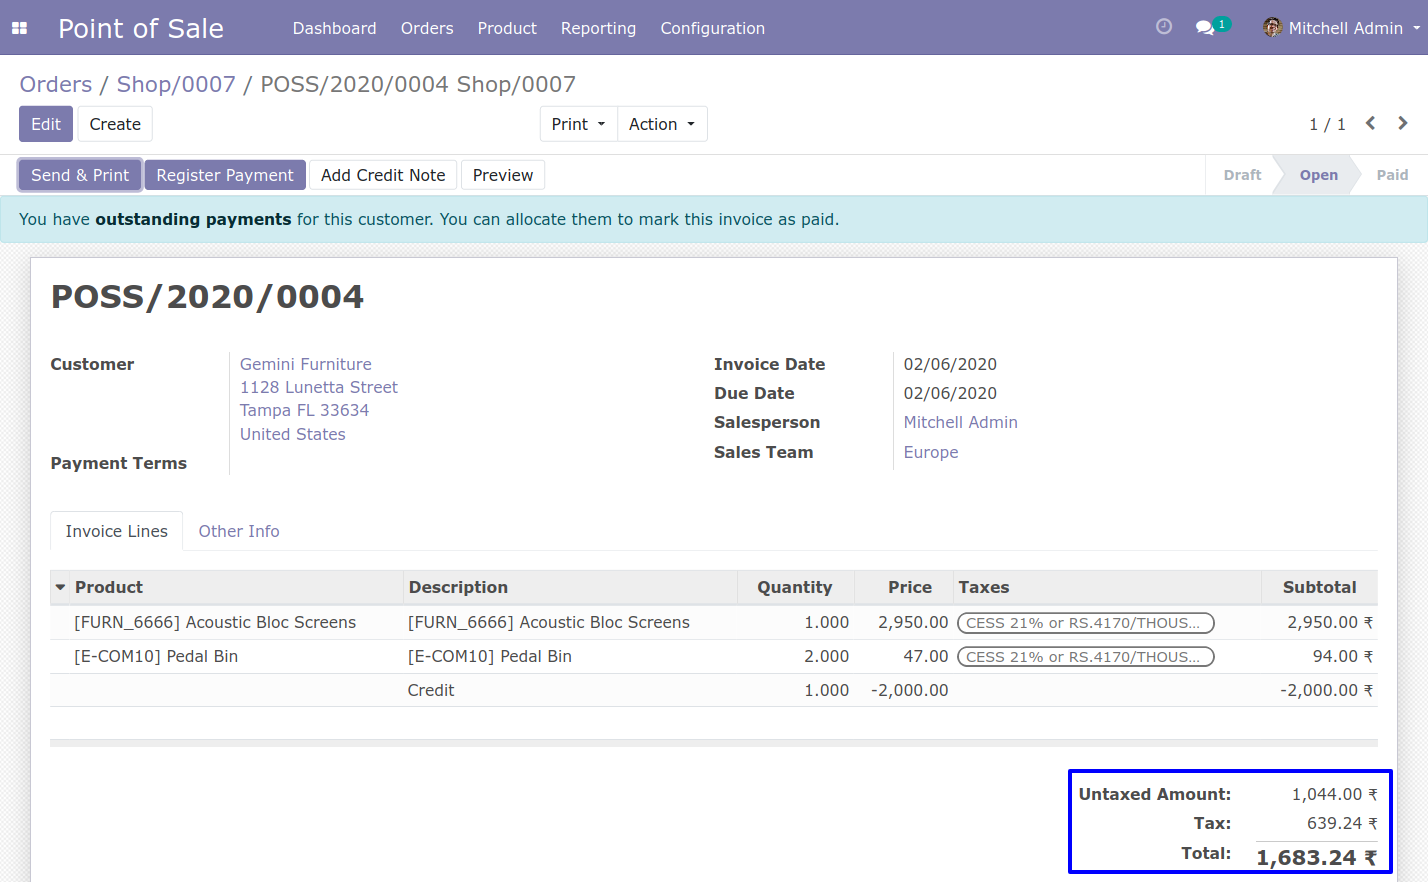 Point of Sale Dashboard Orders Product Reporting Configuration 1 Mitchell Admin
Orders / Shop/0007 / POSS/2020/0004 Shop/0007
Edit Create Print Action 1 / 1
Send & Print Register Payment Add Credit Note Preview Draft Open Paid
You have outstanding payments for this customer. You can allocate them to mark this invoice as paid.
POSS/2020/0004
Customer Gemini Furniture Invoice Date 02/06/2020
1128 Lunetta Street Due Date 02/06/2020
Tampa FL 33634 Salesperson Mitchell Admin
United States Sales Team Europe
Payment Terms
Invoice Lines Other Info
Product Description Quantity Price Taxes Subtotal
[FURN_6666] Acoustic Bloc Screens [FURN_6666] Acoustic Bloc Screens 1.000 2,950.00 CESS 21% or RS.4170/THOUS... 2,950.00 ₹
[E-COM10] Pedal Bin [E-COM10] Pedal Bin 2.000 47.00 CESS 21% or RS.4170/THOUS... 94.00 ₹
Credit 1.000 -2,000.00 -2,000.00 ₹
Untaxed Amount: 1,044.00 ₹
Tax: 639.24 ₹
Total: 1,683.24 ₹